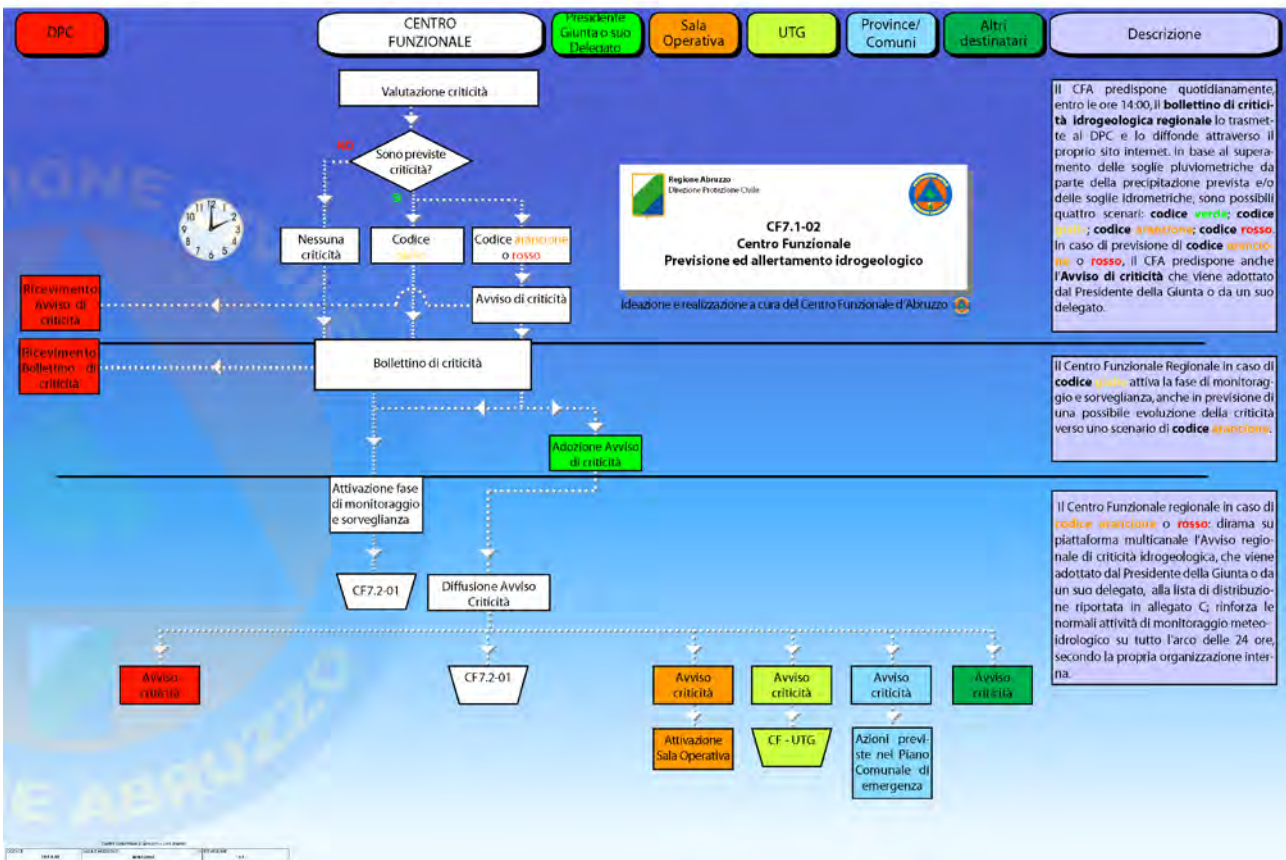 DPC
CENTRO
FUNZIONALE
Presidente
Giunta o suo
Delegato
Sala
Operativa
UTG
Province/
Comuni
Altri
destinatari
Descrizione
Valutazione criticità
Sono previste
criticità?
NO
SI
Nessuna
criticità
Codice
giallo
Codice arancione
o rosso
Avviso di criticità
Ricevimento
Avviso di
criticità
Ricevimento
Bollettino di
criticità
Bollettino di criticità
Adozione Avviso
di criticità
Attivazione fase
di monitoraggio
e sorveglianza
CF7.2-01
Diffusione Avviso
Criticità
Avviso
criticità
CF7.2-01
Avviso
criticità
Avviso
criticità
Avviso
criticità
Avviso
criticità
Attivazione
Sala Operativa
CF - UTG
Azioni previ-
ste nel Piano
Comunale di
emergenza
Regione Abruzzo
Direzione Protezione Civile
CF7.1-02
Centro Funzionale
Previsione ed allertamento idrogeologico
Ideazione e realizzazione a cura del Centro Funzionale d'Abruzzo
Il CFA predispone quotidianamente,
entro le ore 14:00, il bollettino di critici-
tà idrogeologica regionale lo trasmet-
te al DPC e lo diffonde attraverso il
proprio sito internet. In base al supera-
mento delle soglie pluviometriche da
parte della precipitazione prevista e/o
delle soglie idrometriche, sono possibili
quattro scenari: codice verde; codice
giallo; codice arancione; codice rosso.
In caso di previsione di codice arancio-
ne o rosso, il CFA predispone anche
l'Avviso di criticità che viene adottato
dal Presidente della Giunta o da un suo
delegato.
Il Centro Funzionale Regionale in caso di
codice giallo attiva la fase di monitorag-
gio e sorveglianza, anche in previsione di
una possibile evoluzione della criticità
verso uno scenario di codice arancione.
Il Centro Funzionale regionale in caso di
codice arancione o rosso: dirama su
piattaforma multicanale l'Avviso regio-
nale di criticità idrogeologica, che viene
adottato dal Presidente della Giunta o da
un suo delegato, alla lista di distribuzio-
ne riportata in allegato C; rinforza le
normali attività di monitoraggio meteo-
idrologico su tutto l'arco delle 24 ore,
secondo la propria organizzazione inter-
na.
12
1
2
3
4
5
6
7
8
9
10
11